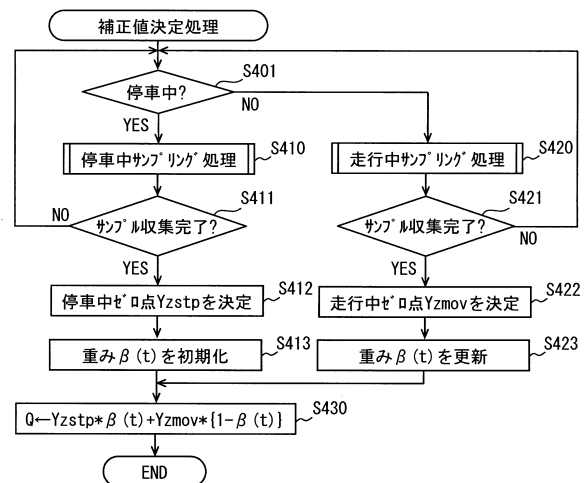 補正値決定処理
S401
停車中?
NO
YES
停車中ｻﾝﾌﾟﾘﾝｸﾞ処理
S410
走行中ｻﾝﾌﾟﾘﾝｸﾞ処理
S420
S411
NO
ｻﾝﾌﾟﾙ収集完了?
S421
ｻﾝﾌﾟﾙ収集完了?
NO
YES
YES
停車中ｾﾞﾛ点Yzstpを決定
S412
走行中ｾﾞﾛ点Yzmovを決定
S422
重みβ(t)を初期化
S413
重みβ(t)を更新
S423
Q←Yzstp*β(t)+Yzmov*{1-β(t)}
S430
END